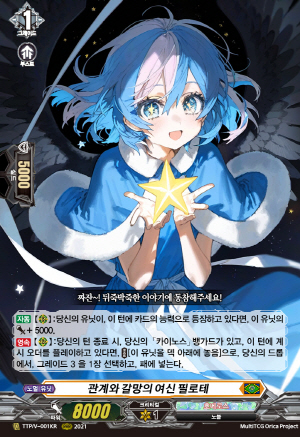 1
그레이드
부스트
5000
실드
짜잔~! 뒤죽박죽한 이야기에 동참해주세요!
자동 : 당신의 유닛이, 이 턴에 카드의 능력으로 등장하고 있다면, 이 유닛의
+ 5000.
영속 : 당신의 턴 종료 시, 당신의 「카이노스」 뱅가드가 있고, 이 턴에 계
시 오더를 플레이하고 있다면, [이 유닛을 덱 아래에 놓음]으로, 당신의 드롭
에서, 그레이드 3 을 1장 선택하고, 패에 넣는다.
노멀 유닛
관계와 갈망의 여신 필로테
파워 8000
크리티컬
1
노블
TTP/V-001KR 2021
MultiTCG Orica Project